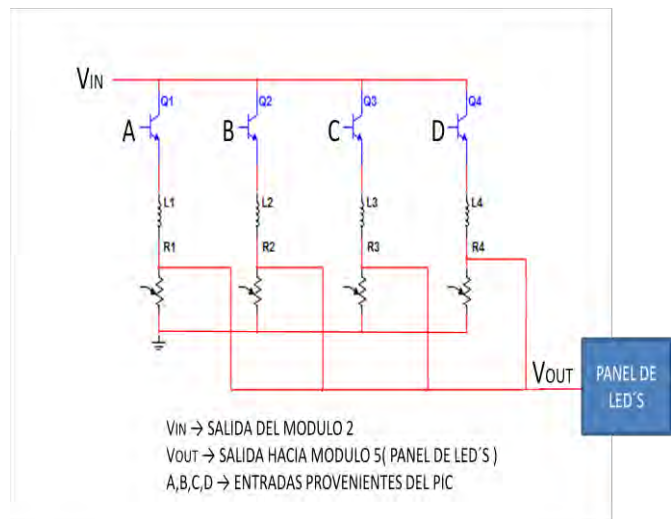 VIN
Q1 Q2 Q3 Q4
A B C D
L1 L2 L3 L4
R1 R2 R3 R4
VOUT
PANEL DE
LED´S
VIN → SALIDA DEL MODULO 2
VOUT → SALIDA HACIA MODULO 5( PANEL DE LED´S )
A,B,C,D → ENTRADAS PROVENIENTES DEL PIC